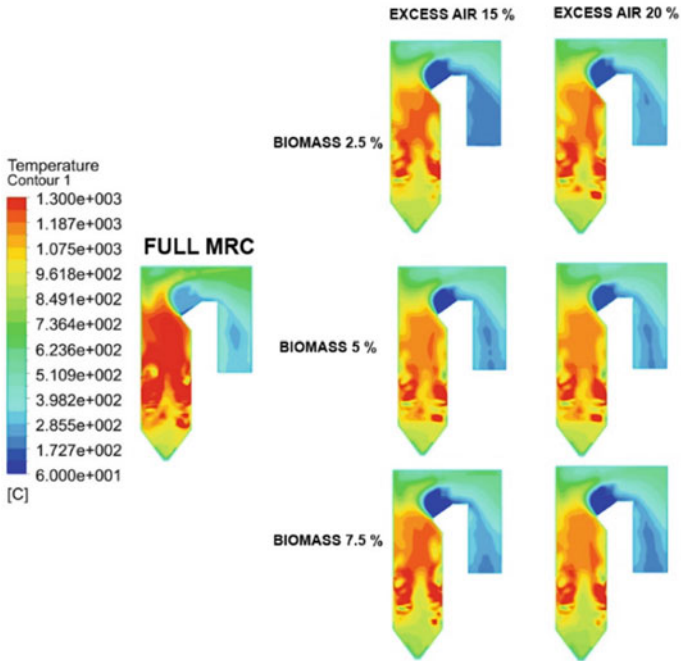 EXCESS AIR 15 %
EXCESS AIR 20 %
BIOMASS 2.5 %
Temperature
Contour 1
1.300e+003
1.187e+003
1.075e+003
9.618e+002
8.491e+002
7.364e+002
6.236e+002
5.109e+002
3.982e+002
2.855e+002
1.727e+002
6.000e+001
[C]
FULL MRC
BIOMASS 5 %
BIOMASS 7.5 %